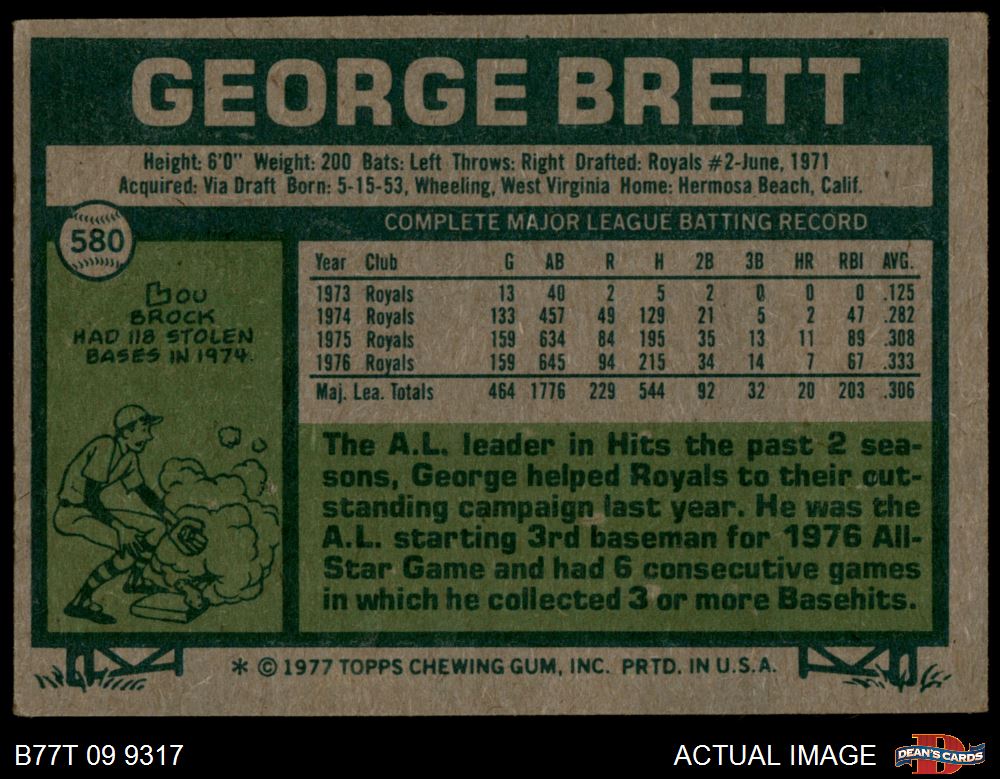 GEORGE BRETT
Height: 6'0" Weight: 200 Bats: Left Throws: Right Drafted: Royals #2-June, 1971
Acquired: Via Draft Born: 5-15-53, Wheeling, West Virginia Home: Hermosa Beach, Calif.
580
LOU
BROCK
HAD 118 STOLEN
BASES IN 1974.
COMPLETE MAJOR LEAGUE BATTING RECORD
Year Club G AB R H 2B 3B HR RBI AVG.
1973 Royals 13 40 2 5 2 0 0 0 .125
1974 Royals 133 457 49 129 21 5 2 47 .282
1975 Royals 159 634 84 195 35 13 11 89 .308
1976 Royals 159 645 94 215 34 14 7 67 .333
Maj. Lea. Totals 464 1776 229 544 92 32 20 203 .306
The A.L. leader in Hits the past 2 sea-
sons, George helped Royals to their out-
standing campaign last year. He was the
A.L. starting 3rd baseman for 1976 All-
Star Game and had 6 consecutive games
in which he collected 3 or more Basehits.
* © 1977 TOPPS CHEWING GUM, INC. PRTD. IN U.S.A.
B77T 09 9317
ACTUAL IMAGE
D
DEAN'S CARDS